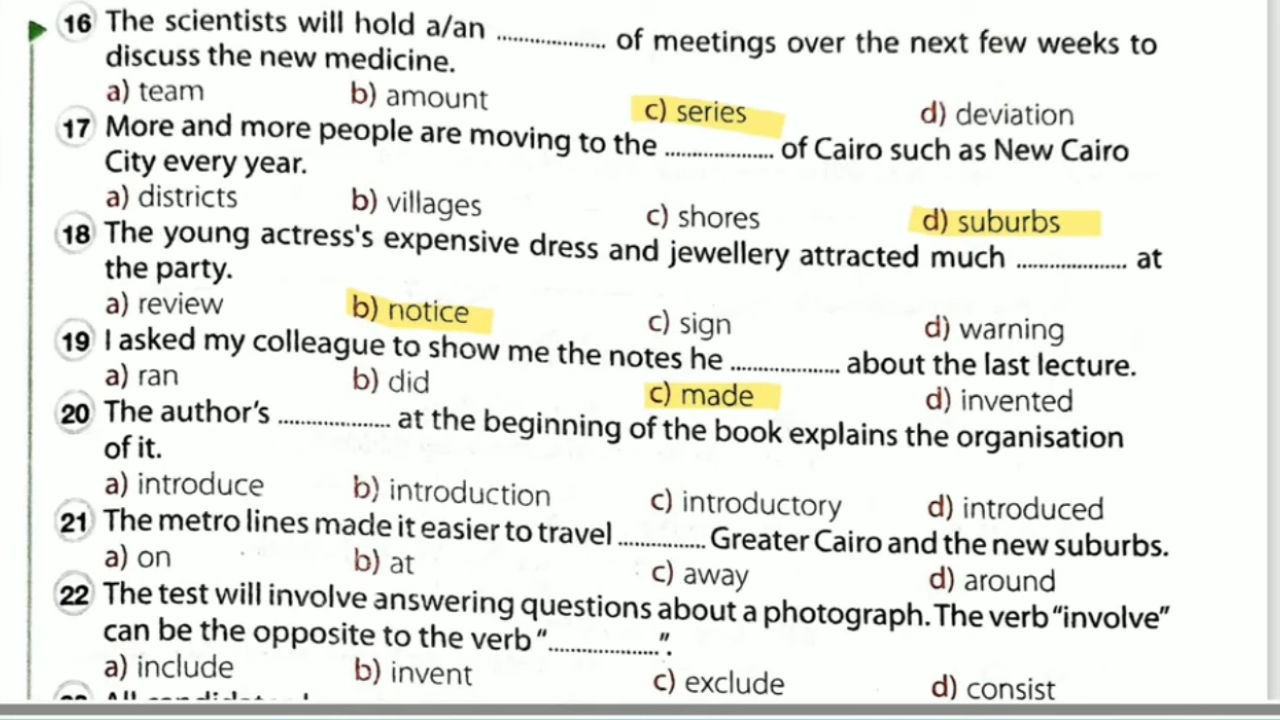 16 The scientists will hold a/an .................... of meetings over the next few weeks to
discuss the new medicine.
a) team b) amount c) series d) deviation
17 More and more people are moving to the .................... of Cairo such as New Cairo
City every year.
a) districts b) villages c) shores d) suburbs
18 The young actress's expensive dress and jewellery attracted much .................... at
the party.
a) review b) notice c) sign d) warning
19 I asked my colleague to show me the notes he .................... about the last lecture.
a) ran b) did c) made d) invented
20 The author's .................... at the beginning of the book explains the organisation
of it.
a) introduce b) introduction c) introductory d) introduced
21 The metro lines made it easier to travel ................ Greater Cairo and the new suburbs.
a) on b) at c) away d) around
22 The test will involve answering questions about a photograph. The verb "involve"
can be the opposite to the verb "....................".
a) include b) invent c) exclude d) consist